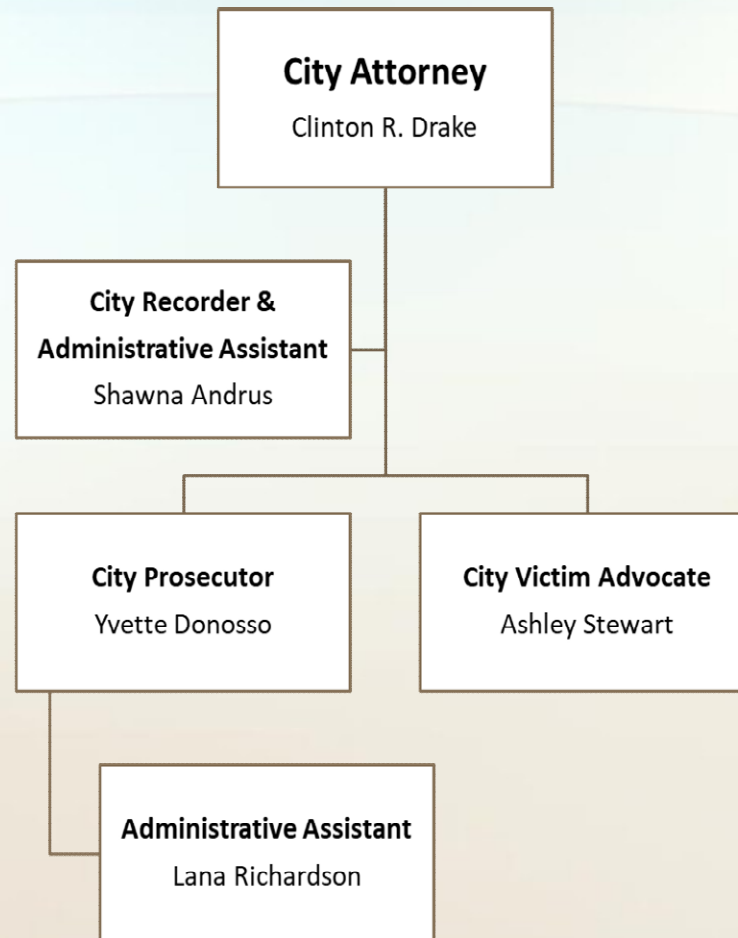 City Attorney
Clinton R. Drake
City Recorder &
Administrative Assistant
Shawna Andrus
City Prosecutor
Yvette Donosso
City Victim Advocate
Ashley Stewart
Administrative Assistant
Lana Richardson